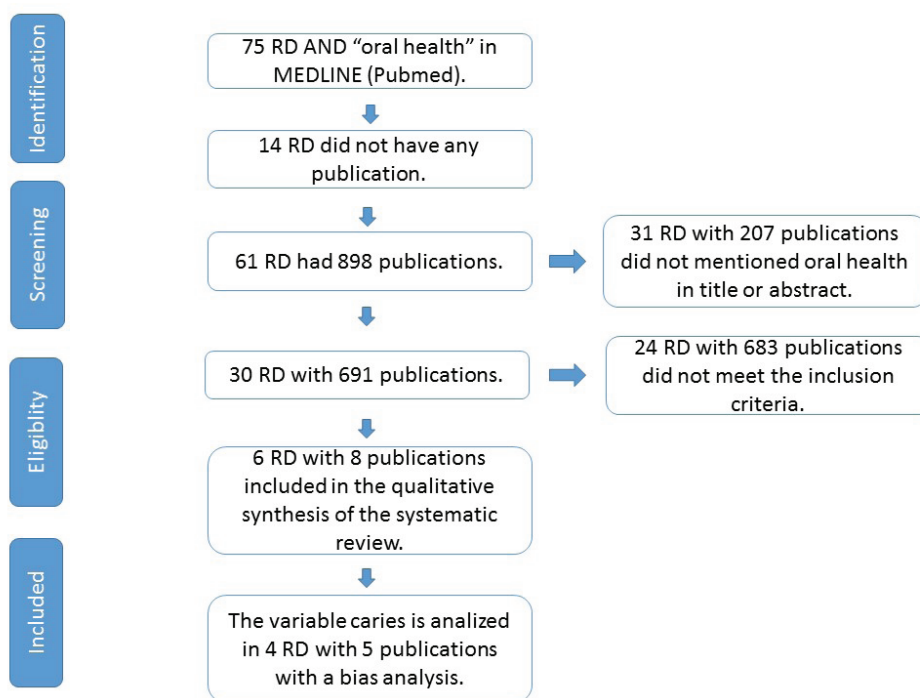 Identification
75 RD AND “oral health” in
MEDLINE (Pubmed).
14 RD did not have any
publication.
Screening
61 RD had 898 publications.
31 RD with 207 publications
did not mentioned oral health
in title or abstract.
Eligiblity
30 RD with 691 publications.
24 RD with 683 publications
did not meet the inclusion
criteria.
6 RD with 8 publications
included in the qualitative
synthesis of the systematic
review.
Included
The variable caries is analized
in 4 RD with 5 publications
with a bias analysis.